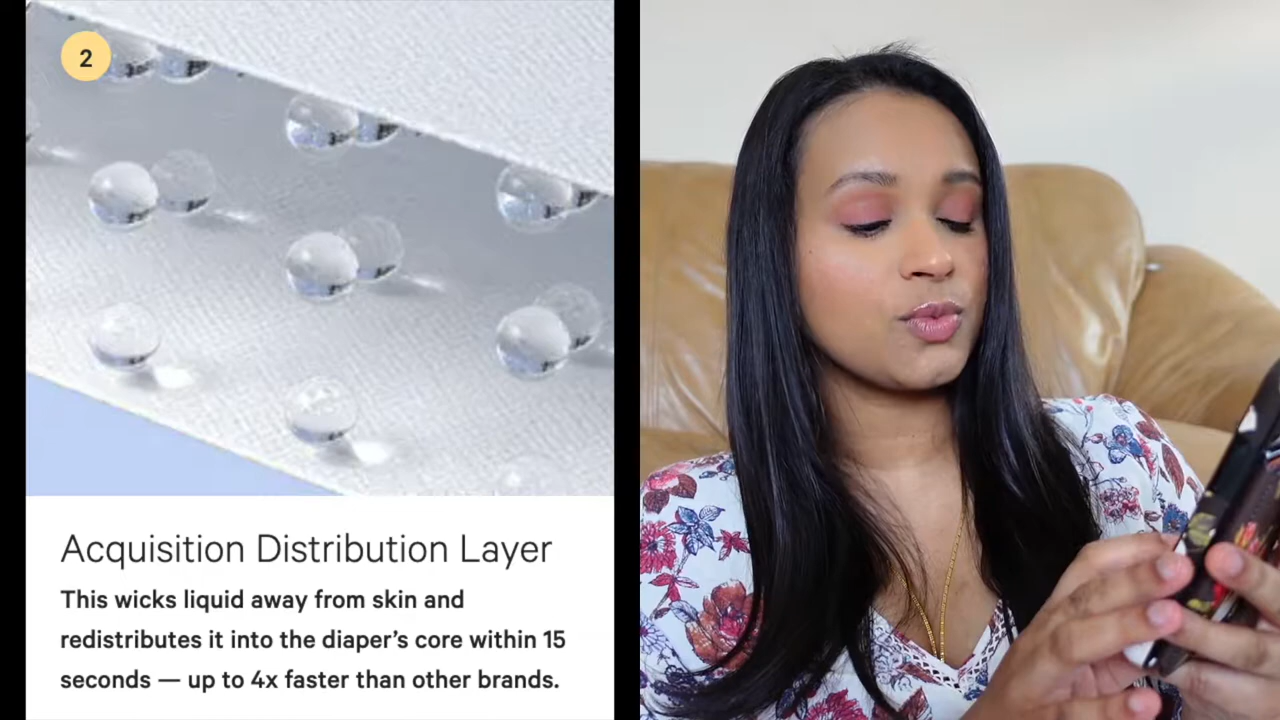 2
Acquisition Distribution Layer
This wicks liquid away from skin and
redistributes it into the diaper’s core within 15
seconds — up to 4x faster than other brands.